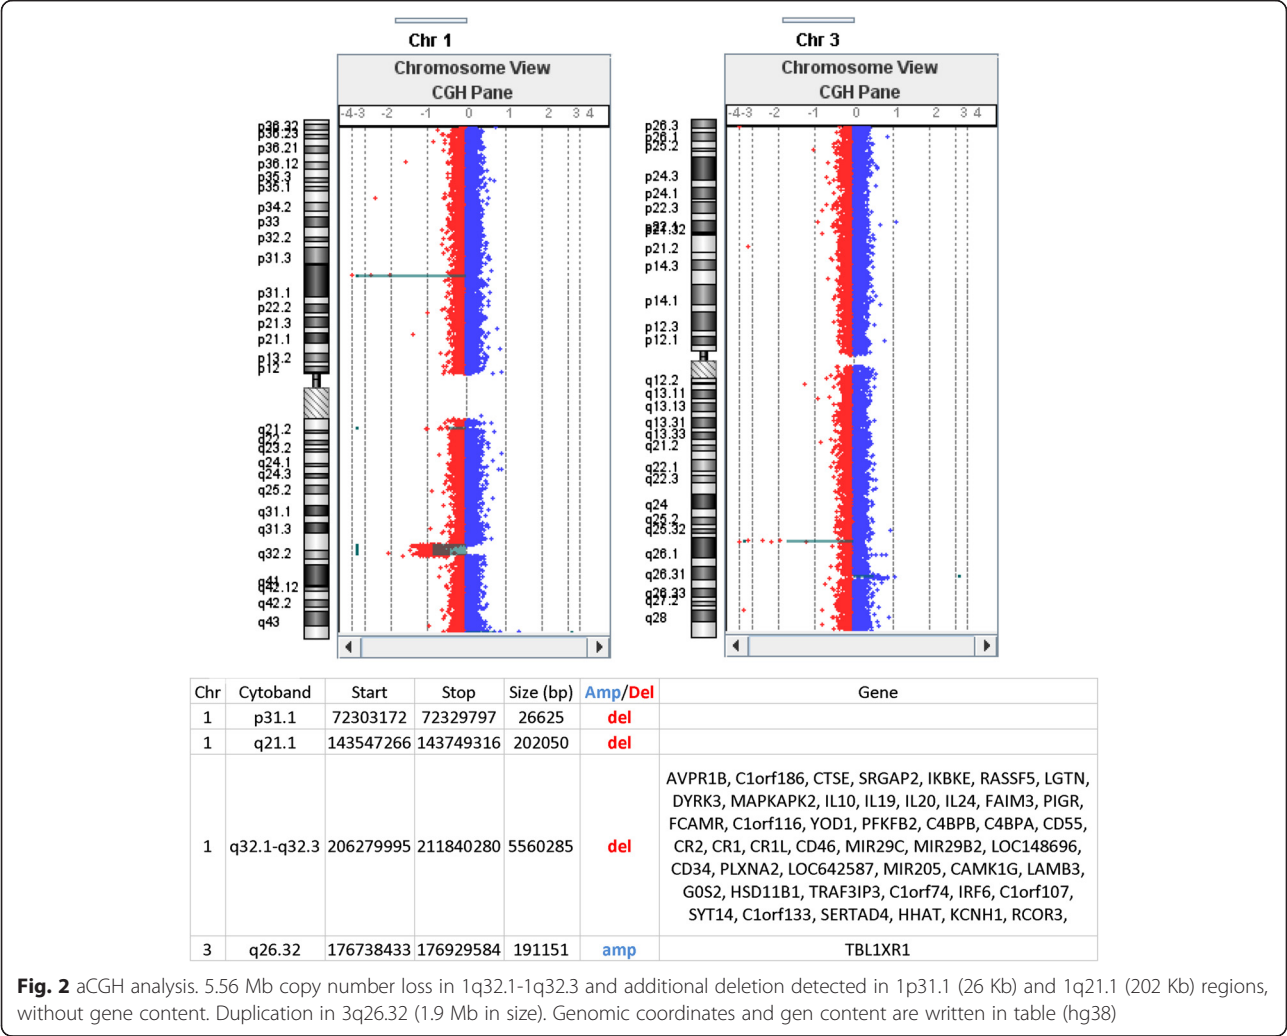 Chr 1
Chr 3
Chromosome View
CGH Pane
-4-3 -2 -1 0 1 2 3 4
Chromosome View
CGH Pane
-4-3 -2 -1 0 1 2 3 4
p36.21
p36.12
p35.3
p35.1
p34.2
p33
p32.2
p31.3
p31.1
p22.2
p21.3
p21.1
p13.2
p12
q21.2
q23.2
q24.1
q24.3
q25.2
q31.1
q31.3
q32.2
q41
q42.12
q42.2
q43
p26.3
p26.1
p25.2
p24.3
p24.1
p22.3
p21.2
p14.3
p14.1
p12.3
p12.1
q12.2
q13.11
q13.13
q13.31
q13.33
q21.2
q22.1
q22.3
q24
q25.2
q25.32
q26.1
q26.31
q26.33
q27.2
q28
Chr Cytoband Start Stop Size (bp) Amp/Del Gene
1 p31.1 72303172 72329797 26625 del
1 q21.1 143547266 143749316 202050 del
1 q32.1-q32.3 206279995 211840280 5560285 del
AVPR1B, C1orf186, CTSE, SRGAP2, IKBKE, RASSF5, LGTN,
DYRK3, MAPKAPK2, IL10, IL19, IL20, IL24, FAIM3, PIGR,
FCAMR, C1orf116, YOD1, PFKFB2, C4BPB, C4BPA, CD55,
CR2, CR1, CR1L, CD46, MIR29C, MIR29B2, LOC148696,
CD34, PLXNA2, LOC642587, MIR205, CAMK1G, LAMB3,
G0S2, HSD11B1, TRAF3IP3, C1orf74, IRF6, C1orf107,
SYT14, C1orf133, SERTAD4, HHAT, KCNH1, RCOR3,
3 q26.32 176738433 176929584 191151 amp TBL1XR1
Fig. 2 aCGH analysis. 5.56 Mb copy number loss in 1q32.1-1q32.3 and additional deletion detected in 1p31.1 (26 Kb) and 1q21.1 (202 Kb) regions,
without gene content. Duplication in 3q26.32 (1.9 Mb in size). Genomic coordinates and gen content are written in table (hg38)